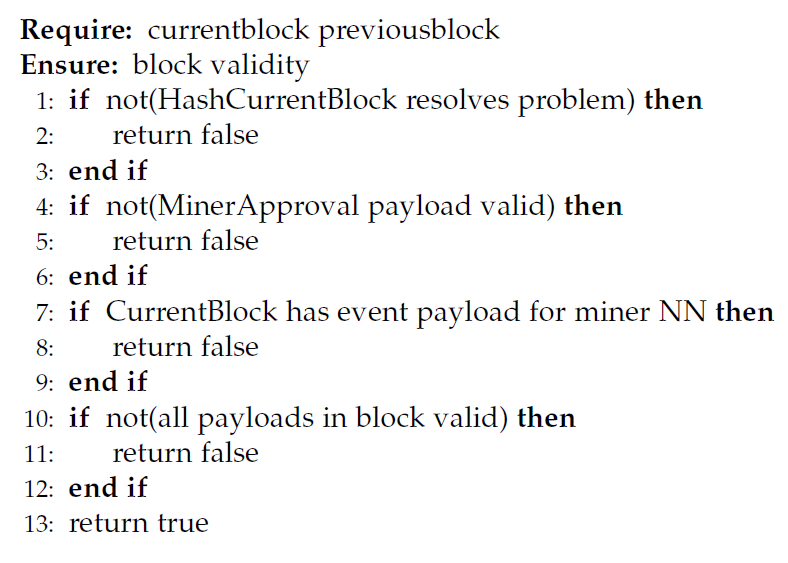 Require: currentblock previousblock
Ensure: block validity
1: if not(HashCurrentBlock resolves problem) then
2: return false
3: end if
4: if not(MinerApproval payload valid) then
5: return false
6: end if
7: if CurrentBlock has event payload for miner NN then
8: return false
9: end if
10: if not(all payloads in block valid) then
11: return false
12: end if
13: return true